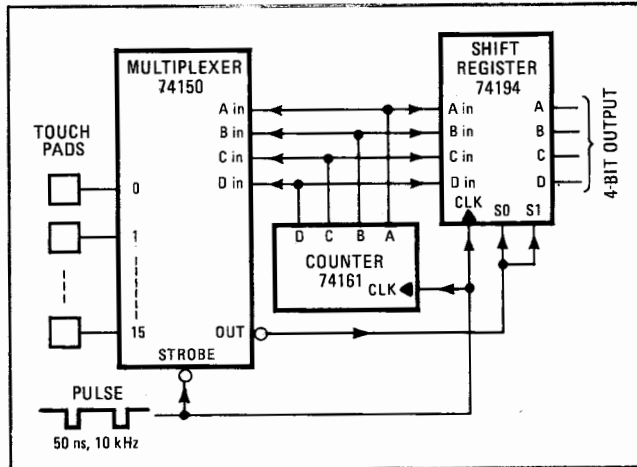 MULTIPLEXER
74150
SHIFT
REGISTER
74194
TOUCH
PADS
0
1
15
A in
B in
C in
D in
OUT
STROBE
A in
B in
C in
D in
CLK
S0
S1
A
B
C
D
4-BIT OUTPUT
D C B A
COUNTER
74161
CLK
PULSE
50 ns, 10 kHz